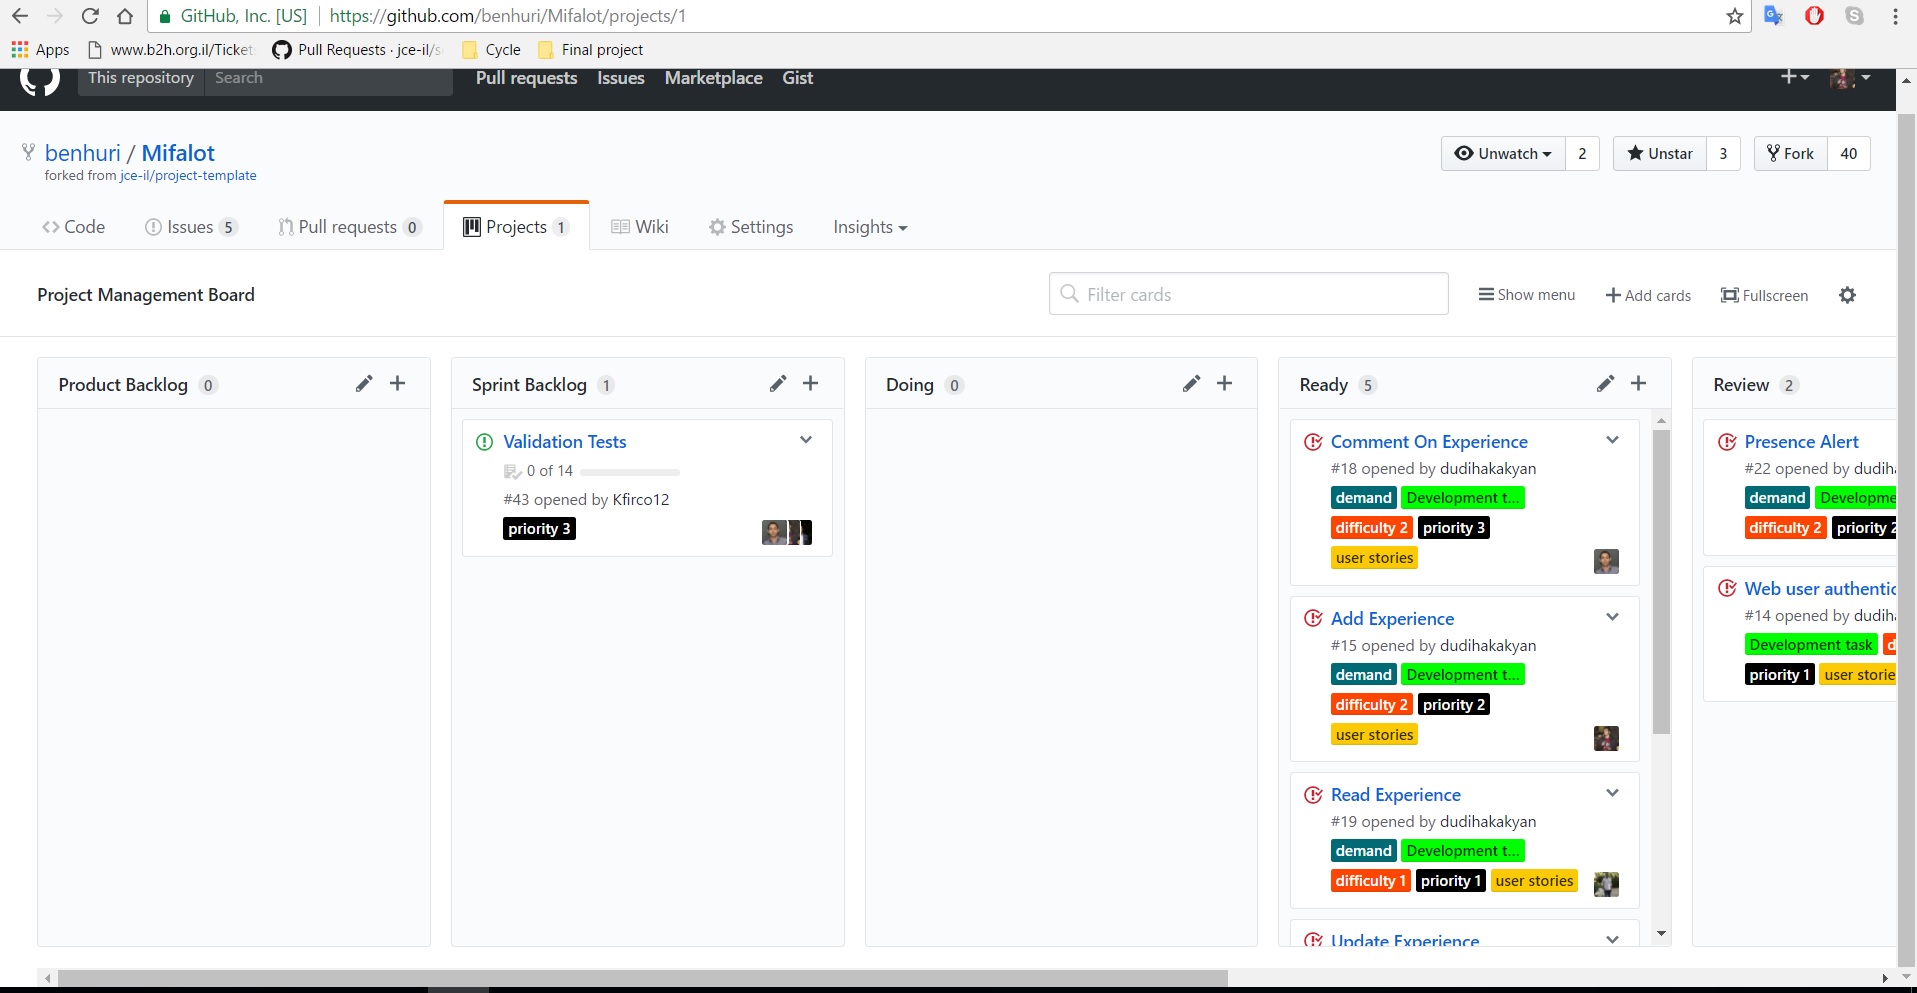 GitHub, Inc. [US] https://github.com/benhuri/Mifalot/projects/1
Apps www.b2h.org.il/Ticket Pull Requests · jce-il/s Cycle Final project
This repository Search Pull requests Issues Marketplace Gist
benhuri / Mifalot
forked from jce-il/project-template
Unwatch 2 Unstar 3 Fork 40
Code Issues 5 Pull requests 0 Projects 1 Wiki Settings Insights
Project Management Board
Filter cards
Show menu Add cards Fullscreen
Product Backlog 0
Sprint Backlog 1
Validation Tests
0 of 14
#43 opened by Kfirco12
priority 3
Doing 0
Ready 5
Comment On Experience
#18 opened by dudihakakyan
demand Development t...
difficulty 2 priority 3
user stories
Add Experience
#15 opened by dudihakakyan
demand Development t...
difficulty 2 priority 2
user stories
Read Experience
#19 opened by dudihakakyan
demand Development t...
difficulty 1 priority 1 user stories
Update Experience
Review 2
Presence Alert
#22 opened by dudih
demand Developme
difficulty 2 priority 2
Web user authentic
#14 opened by dudih
Development task d
priority 1 user storie